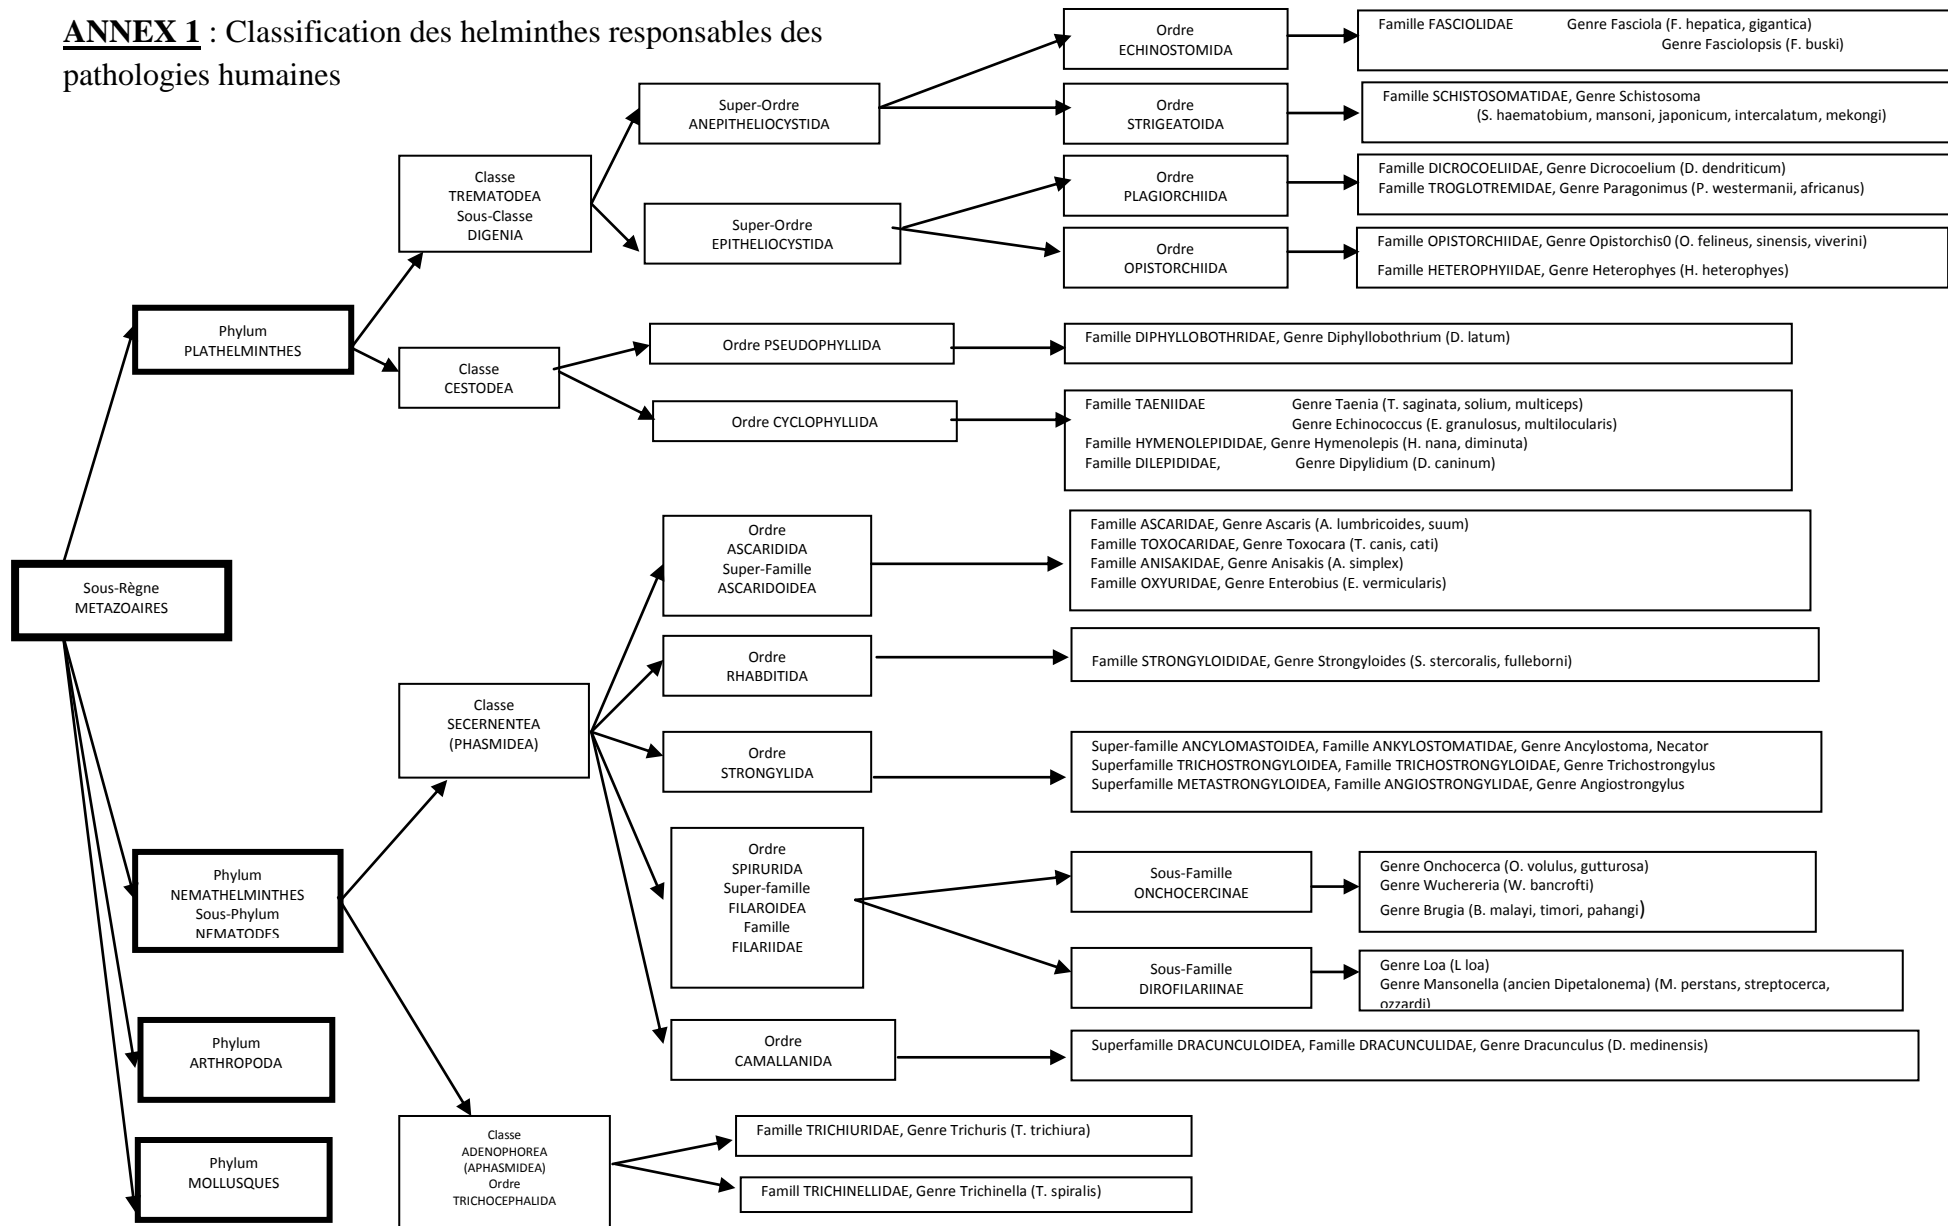 ANNEX 1 : Classification des helminthes responsables des
pathologies humaines
Ordre
ECHINOSTOMIDA
Famille FASCIOLIDAE Genre Fasciola (F. hepatica, gigantica)
Genre Fasciolopsis (F. buski)
Super-Ordre
ANEPITHELIOCYSTIDA
Ordre
STRIGEATOIDA
Famille SCHISTOSOMATIDAE, Genre Schistosoma
(S. haematobium, mansoni, japonicum, intercalatum, mekongi)
Classe
TREMATODEA
Sous-Classe
DIGENIA
Ordre
PLAGIORCHIIDA
Famille DICROCOELIIDAE, Genre Dicrocoelium (D. dendriticum)
Famille TROGLOTREMIDAE, Genre Paragonimus (P. westermanii, africanus)
Super-Ordre
EPITHELIOCYSTIDA
Ordre
OPISTORCHIIDA
Famille OPISTORCHIIDAE, Genre Opistorchis0 (O. felineus, sinensis, viverini)
Famille HETEROPHYIIDAE, Genre Heterophyes (H. heterophyes)
Phylum
PLATHELMINTHES
Classe
CESTODEA
Ordre PSEUDOPHYLLIDA
Famille DIPHYLLOBOTHRIDAE, Genre Diphyllobothrium (D. latum)
Ordre CYCLOPHYLLIDA
Famille TAENIIDAE Genre Taenia (T. saginata, solium, multiceps)
Genre Echinococcus (E. granulosus, multilocularis)
Famille HYMENOLEPIDIDAE, Genre Hymenolepis (H. nana, diminuta)
Famille DILEPIDIDAE, Genre Dipylidium (D. caninum)
Sous-Règne
METAZOAIRES
Ordre
ASCARIDIDA
Super-Famille
ASCARIDOIDEA
Famille ASCARIDAE, Genre Ascaris (A. lumbricoides, suum)
Famille TOXOCARIDAE, Genre Toxocara (T. canis, cati)
Famille ANISAKIDAE, Genre Anisakis (A. simplex)
Famille OXYURIDAE, Genre Enterobius (E. vermicularis)
Ordre
RHABDITIDA
Famille STRONGYLOIDIDAE, Genre Strongyloides (S. stercoralis, fulleborni)
Classe
SECERNENTEA
(PHASMIDEA)
Ordre
STRONGYLIDA
Super-famille ANCYLOMASTOIDEA, Famille ANKYLOSTOMATIDAE, Genre Ancylostoma, Necator
Superfamille TRICHOSTRONGYLOIDEA, Famille TRICHOSTRONGYLOIDAE, Genre Trichostrongylus
Superfamille METASTRONGYLOIDEA, Famille ANGIOSTRONGYLIDAE, Genre Angiostrongylus
Phylum
NEMATHELMINTHES
Sous-Phylum
NEMATODES
Ordre
SPIRURIDA
Super-famille
FILAROIDEA
Famille
FILARIIDAE
Sous-Famille
ONCHOCERCINAE
Genre Onchocerca (O. volulus, gutturosa)
Genre Wuchereria (W. bancrofti)
Genre Brugia (B. malayi, timori, pahangi)
Sous-Famille
DIROFILARIINAE
Genre Loa (L loa)
Genre Mansonella (ancien Dipetalonema) (M. perstans, streptocerca,
ozzardi)
Ordre
CAMALLANIDA
Superfamille DRACUNCULOIDEA, Famille DRACUNCULIDAE, Genre Dracunculus (D. medinensis)
Phylum
ARTHROPODA
Classe
ADENOPHOREA
(APHASMIDEA)
Ordre
TRICHOCEPHALIDA
Famille TRICHIURIDAE, Genre Trichuris (T. trichiura)
Famill TRICHINELLIDAE, Genre Trichinella (T. spiralis)
Phylum
MOLLUSQUES